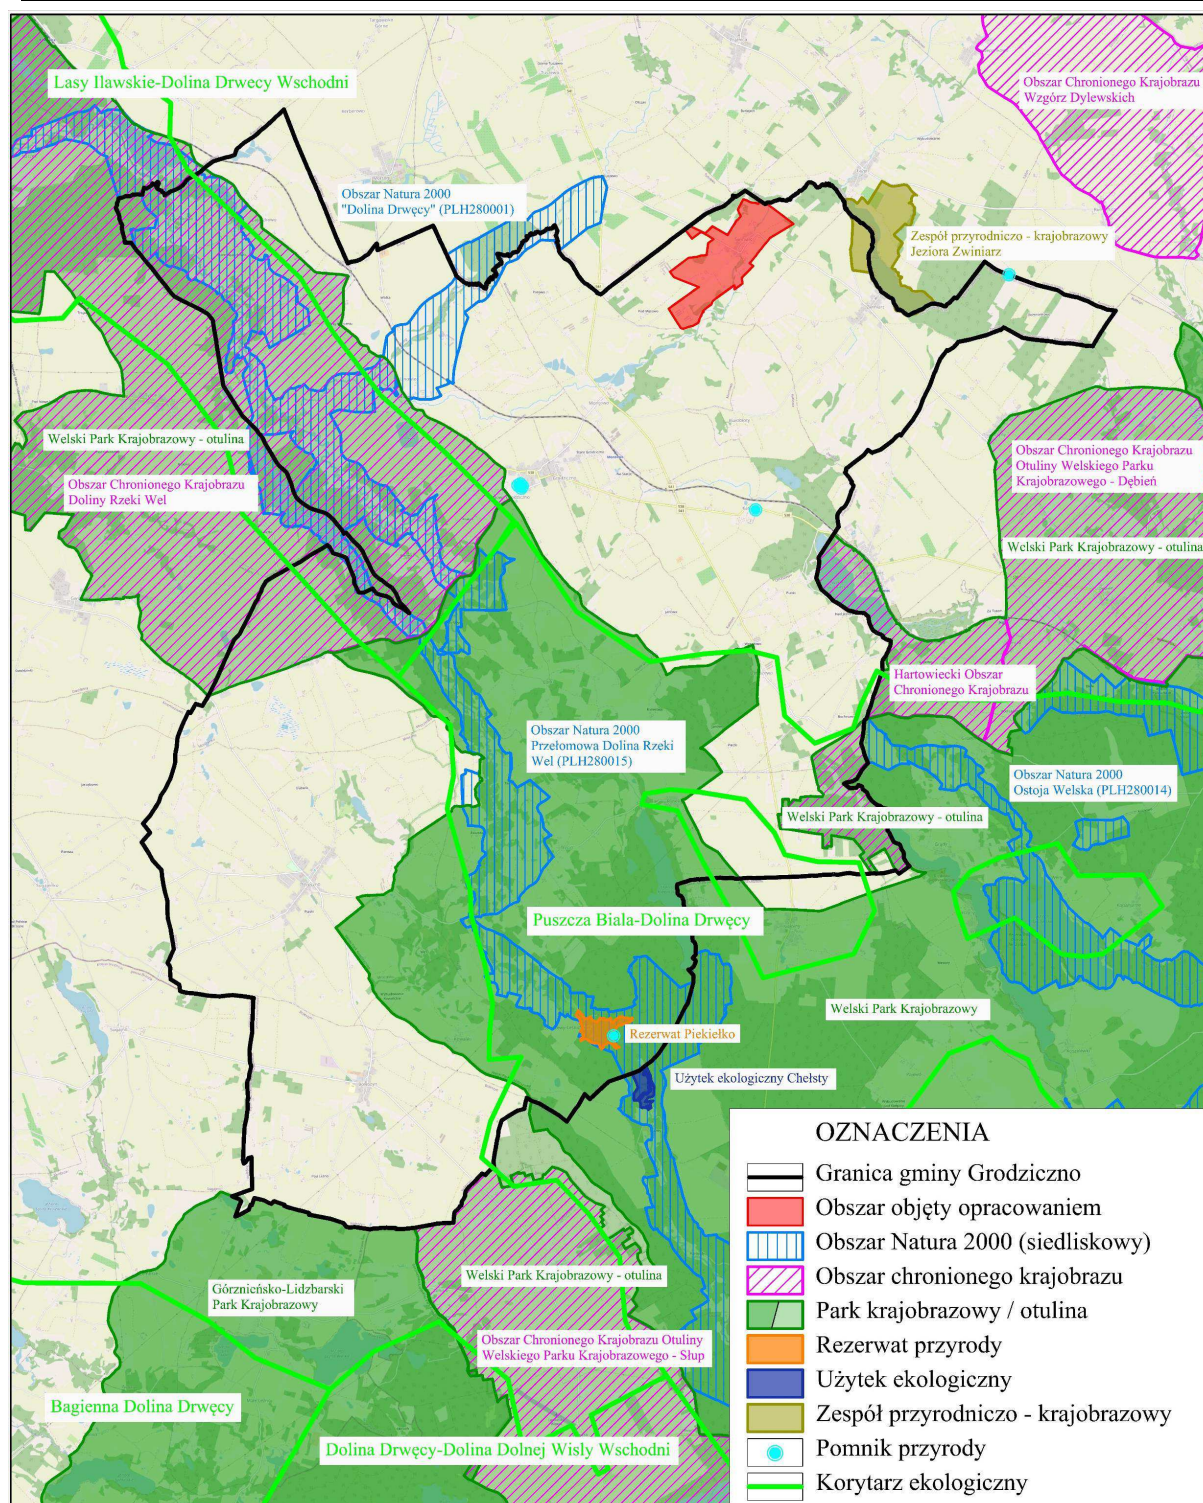 Lasy Ilawskie-Dolina Drwecy Wschodni
Obszar Chronionego Krajobrazu
Wzgórz Dylewskich
Obszar Natura 2000
"Dolina Drwęcy" (PLH280001)
Zespół przyrodniczo - krajobrazowy
Jeziora Zwiniarz
Welski Park Krajobrazowy - otulina
Obszar Chronionego Krajobrazu
Doliny Rzeki Wel
Obszar Chronionego Krajobrazu
Otuliny Welskiego Parku
Krajobrazowego - Dębień
Welski Park Krajobrazowy - otulina
Hartowiecki Obszar
Chronionego Krajobrazu
Obszar Natura 2000
Przełomowa Dolina Rzeki
Wel (PLH280015)
Obszar Natura 2000
Ostoja Welska (PLH280014)
Welski Park Krajobrazowy - otulina
Puszcza Biala-Dolina Drwęcy
Welski Park Krajobrazowy
Rezerwat Piekiełko
Użytek ekologiczny Chełsty
Welski Park Krajobrazowy - otulina
Górznieńsko-Lidzbarski
Park Krajobrazowy
Obszar Chronionego Krajobrazu Otuliny
Welskiego Parku Krajobrazowego - Słup
Bagienna Dolina Drwęcy
Dolina Drwęcy-Dolina Dolnej Wisly Wschodni
OZNACZENIA
Granica gminy Grodziczno
Obszar objęty opracowaniem
Obszar Natura 2000 (siedliskowy)
Obszar chronionego krajobrazu
Park krajobrazowy / otulina
Rezerwat przyrody
Użytek ekologiczny
Zespół przyrodniczo - krajobrazowy
Pomnik przyrody
Korytarz ekologiczny